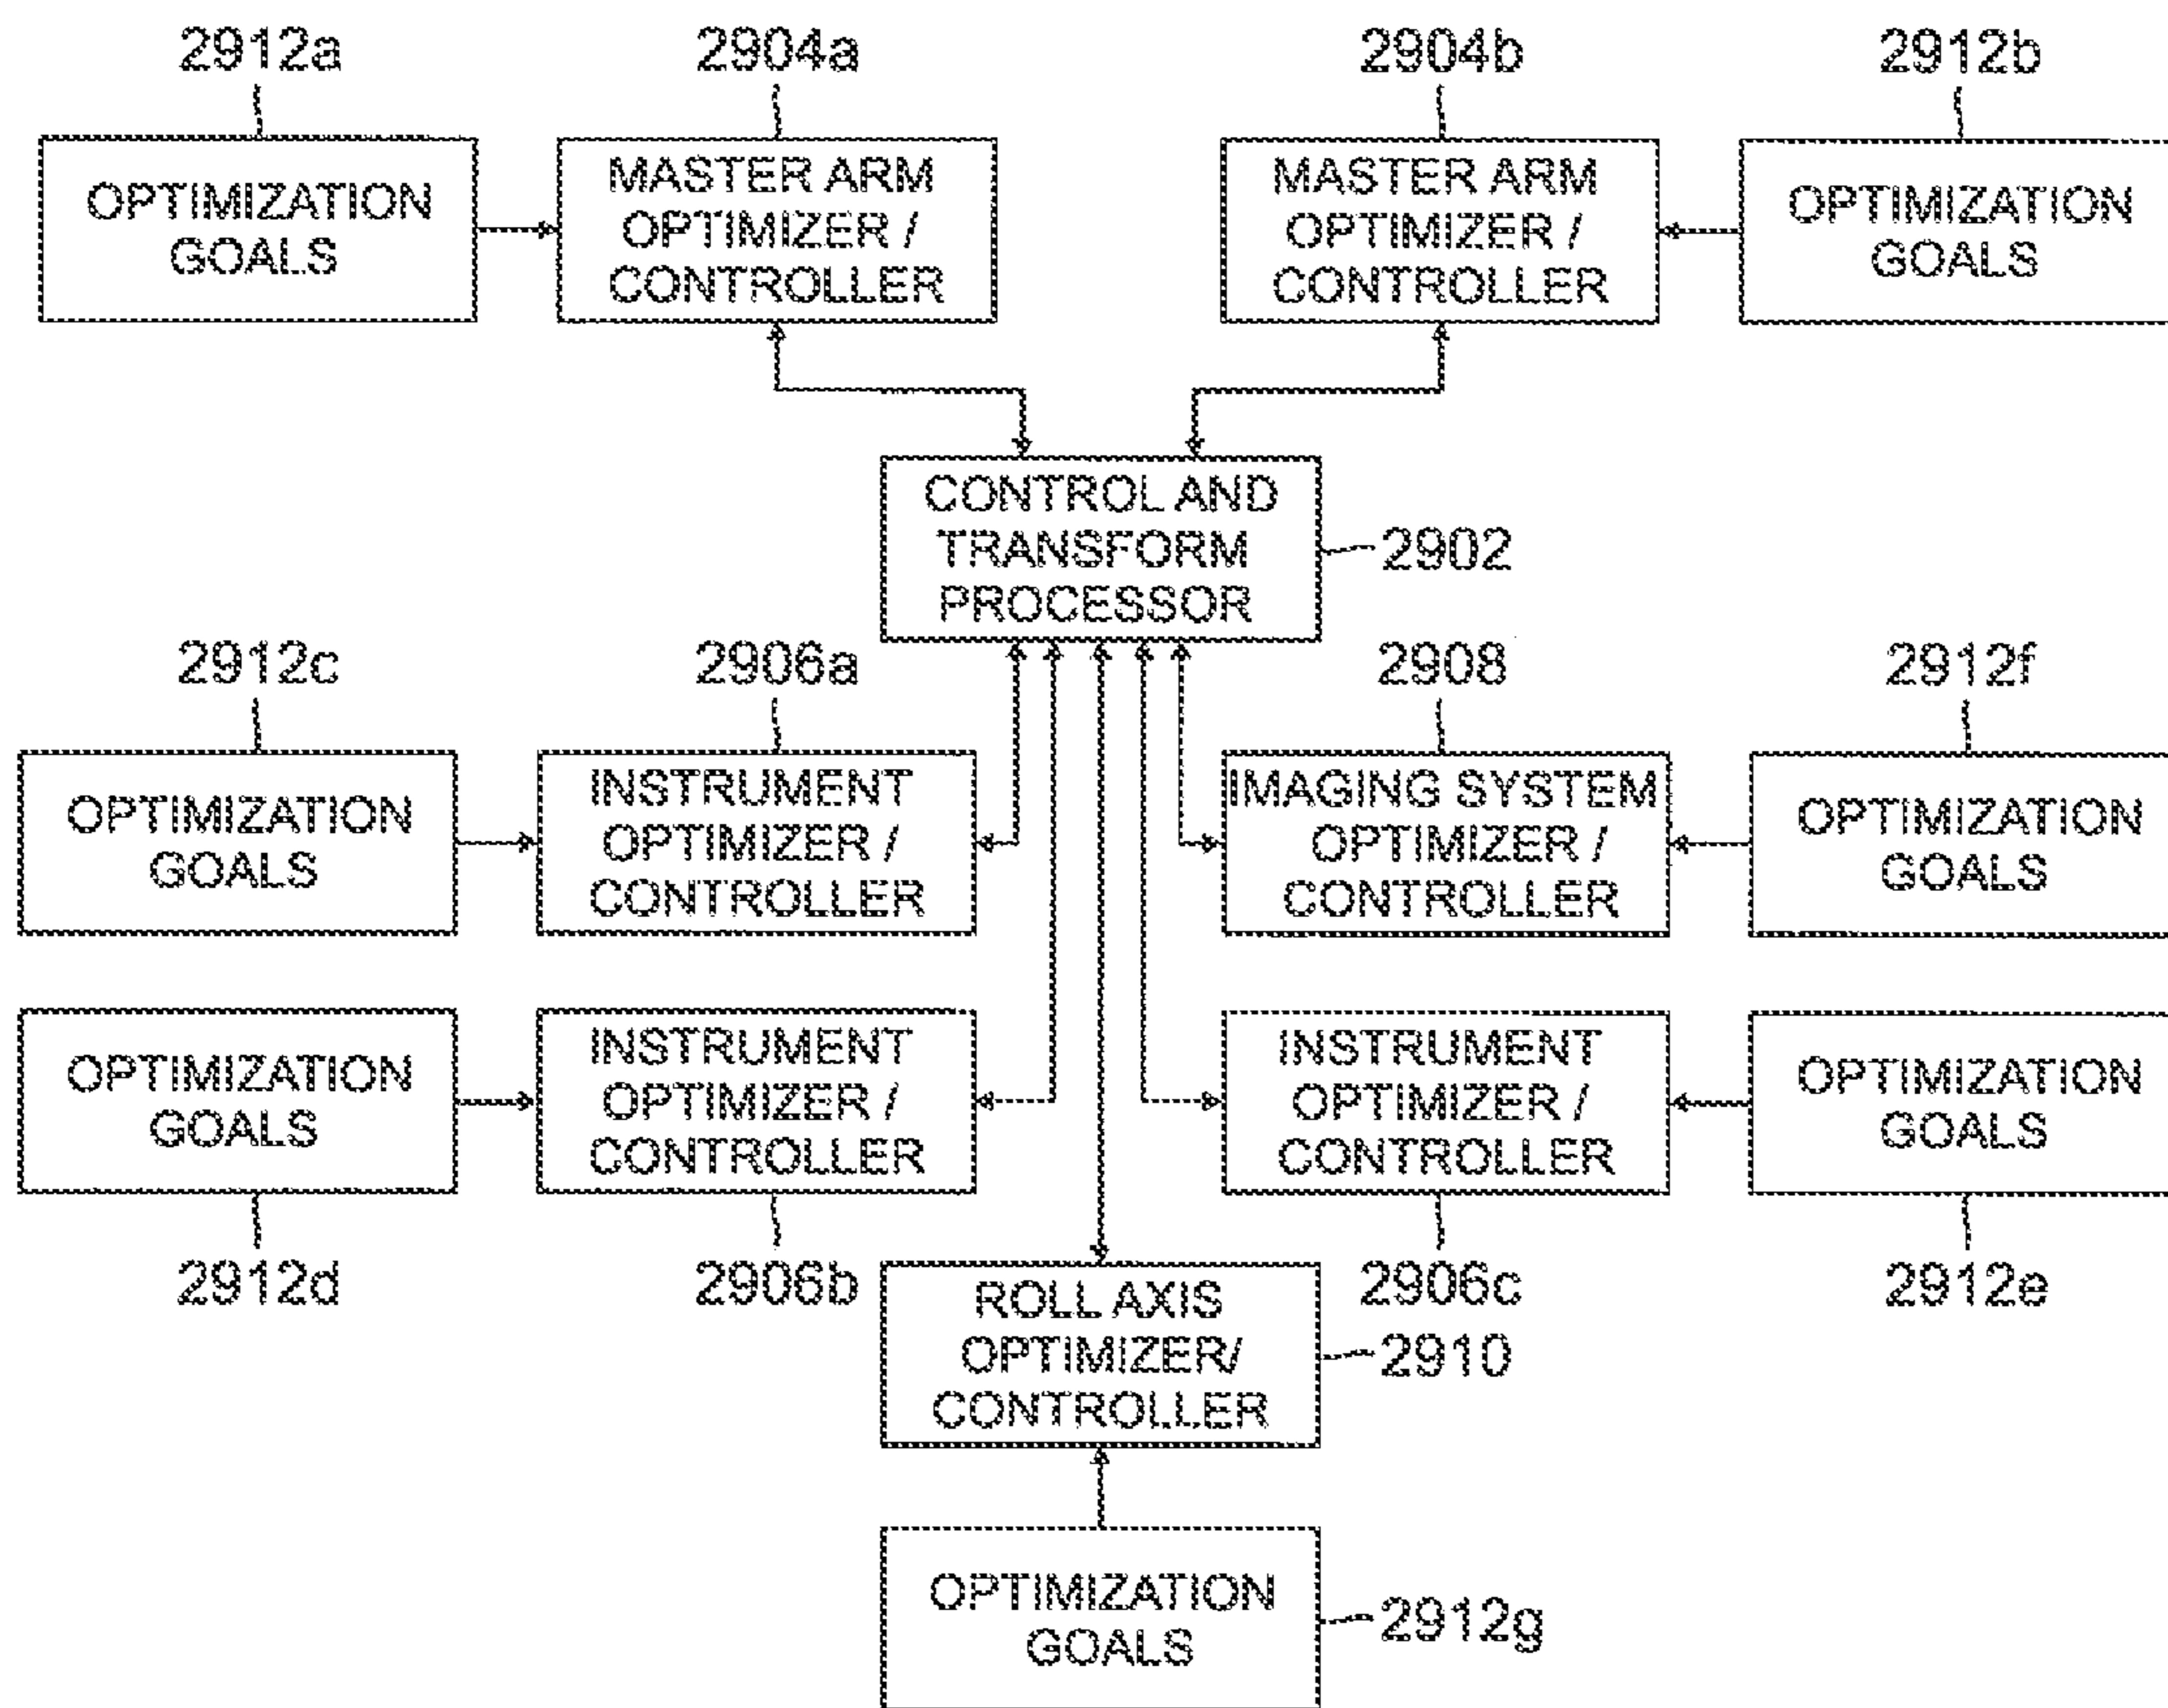 2912a
2904a
2904b
2912b
OPTIMIZATION
GOALS
MASTER ARM
OPTIMIZER /
CONTROLLER
MASTER ARM
OPTIMIZER /
CONTROLLER
OPTIMIZATION
GOALS
CONTROL AND
TRANSFORM
PROCESSOR
2902
2912c
2906a
2908
2912f
OPTIMIZATION
GOALS
INSTRUMENT
OPTIMIZER /
CONTROLLER
IMAGING SYSTEM
OPTIMIZER /
CONTROLLER
OPTIMIZATION
GOALS
OPTIMIZATION
GOALS
INSTRUMENT
OPTIMIZER /
CONTROLLER
INSTRUMENT
OPTIMIZER /
CONTROLLER
OPTIMIZATION
GOALS
2912d
2906b
2906c
2912e
ROLL AXIS
OPTIMIZER/
CONTROLLER
2910
OPTIMIZATION
GOALS
2912g